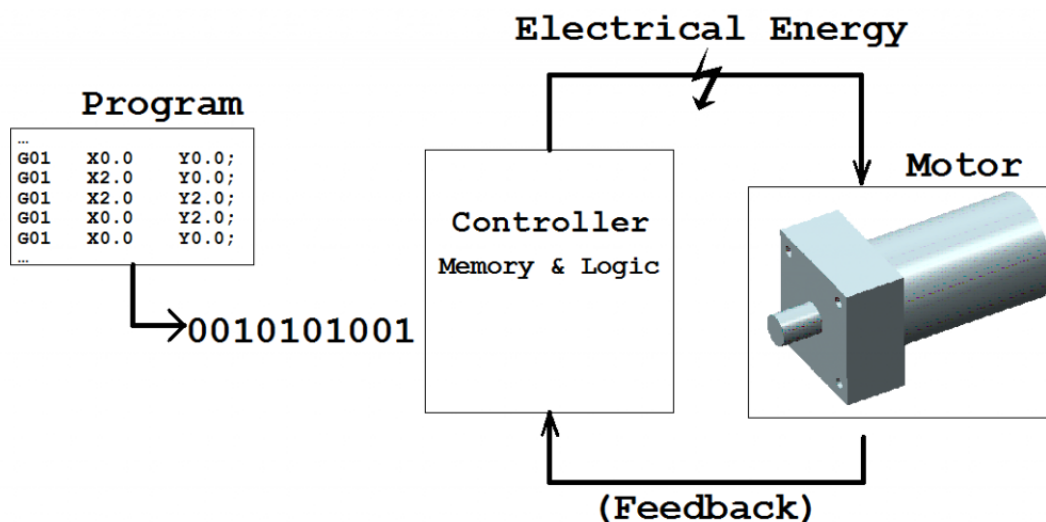 Electrical Energy
Program
...
G01 X0.0 Y0.0;
G01 X2.0 Y0.0;
G01 X2.0 Y2.0;
G01 X0.0 Y2.0;
G01 X0.0 Y0.0;
...
0010101001
Controller
Memory & Logic
Motor
(Feedback)